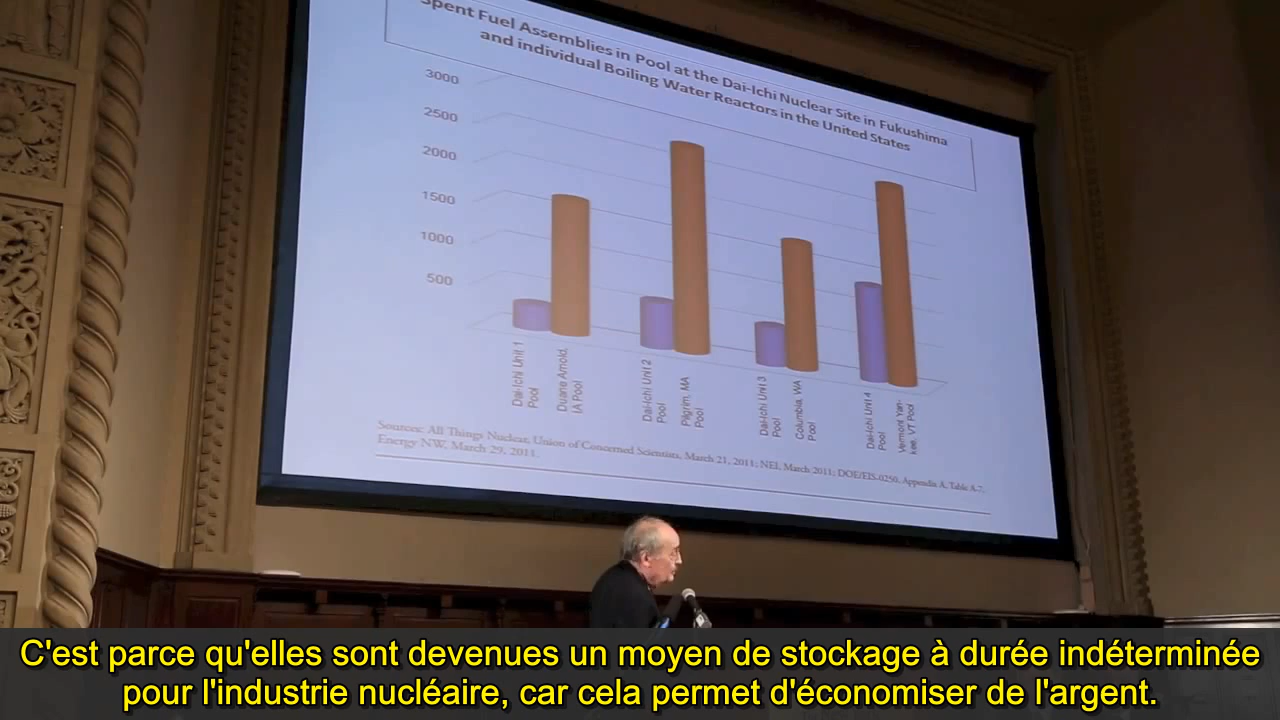 Spent Fuel Assemblies in Pool at the Dai-Ichi Nuclear Site in Fukushima
and individual Boiling Water Reactors in the United States
3000
2500
2000
1500
1000
500
Dai-Ichi Unit 1
Pool
Duane Arnold,
IA Pool
Dai-Ichi Unit 2
Pool
Pilgrim, MA
Pool
Dai-Ichi Unit 3
Pool
Columbia, WA
Pool
Dai-Ichi Unit 4
Pool
Vermont Yan-
kee, VT Pool
Sources: All Things Nuclear, Union of Concerned Scientists, March 21, 2011; NEI, March 2011; DOE/EIS-0250, Appendix A, Table A-7,
Energy NW, March 29, 2011.
C'est parce qu'elles sont devenues un moyen de stockage à durée indéterminée
pour l'industrie nucléaire, car cela permet d'économiser de l'argent.